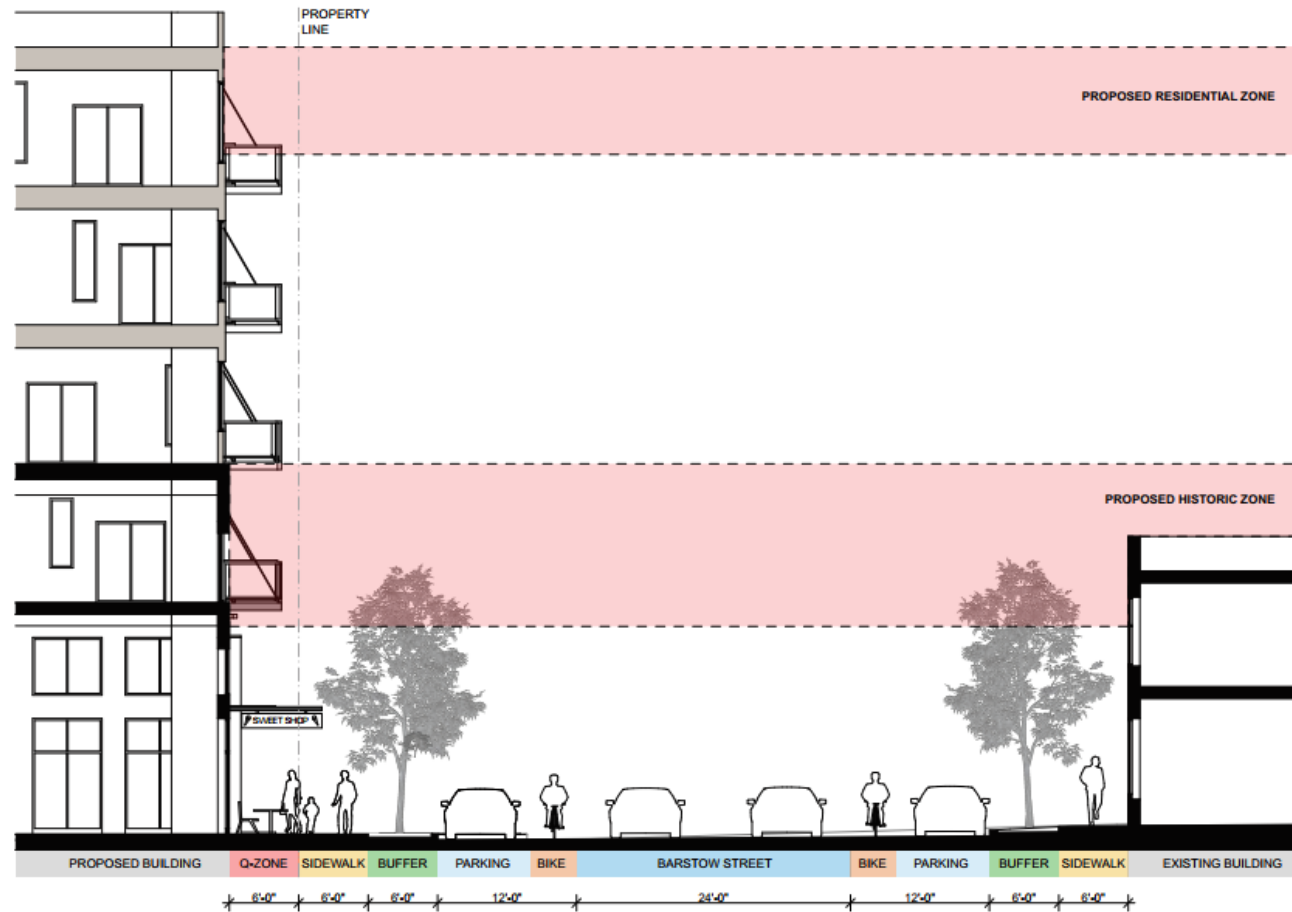 PROPERTY
LINE
PROPOSED RESIDENTIAL ZONE
PROPOSED HISTORIC ZONE
SWEET SHOP
PROPOSED BUILDING
Q-ZONE
SIDEWALK
BUFFER
PARKING
BIKE
BARSTOW STREET
BIKE
PARKING
BUFFER
SIDEWALK
EXISTING BUILDING
6'-0"
6'-0"
6'-0"
12'-0"
24'-0"
12'-0"
6'-0"
6'-0"